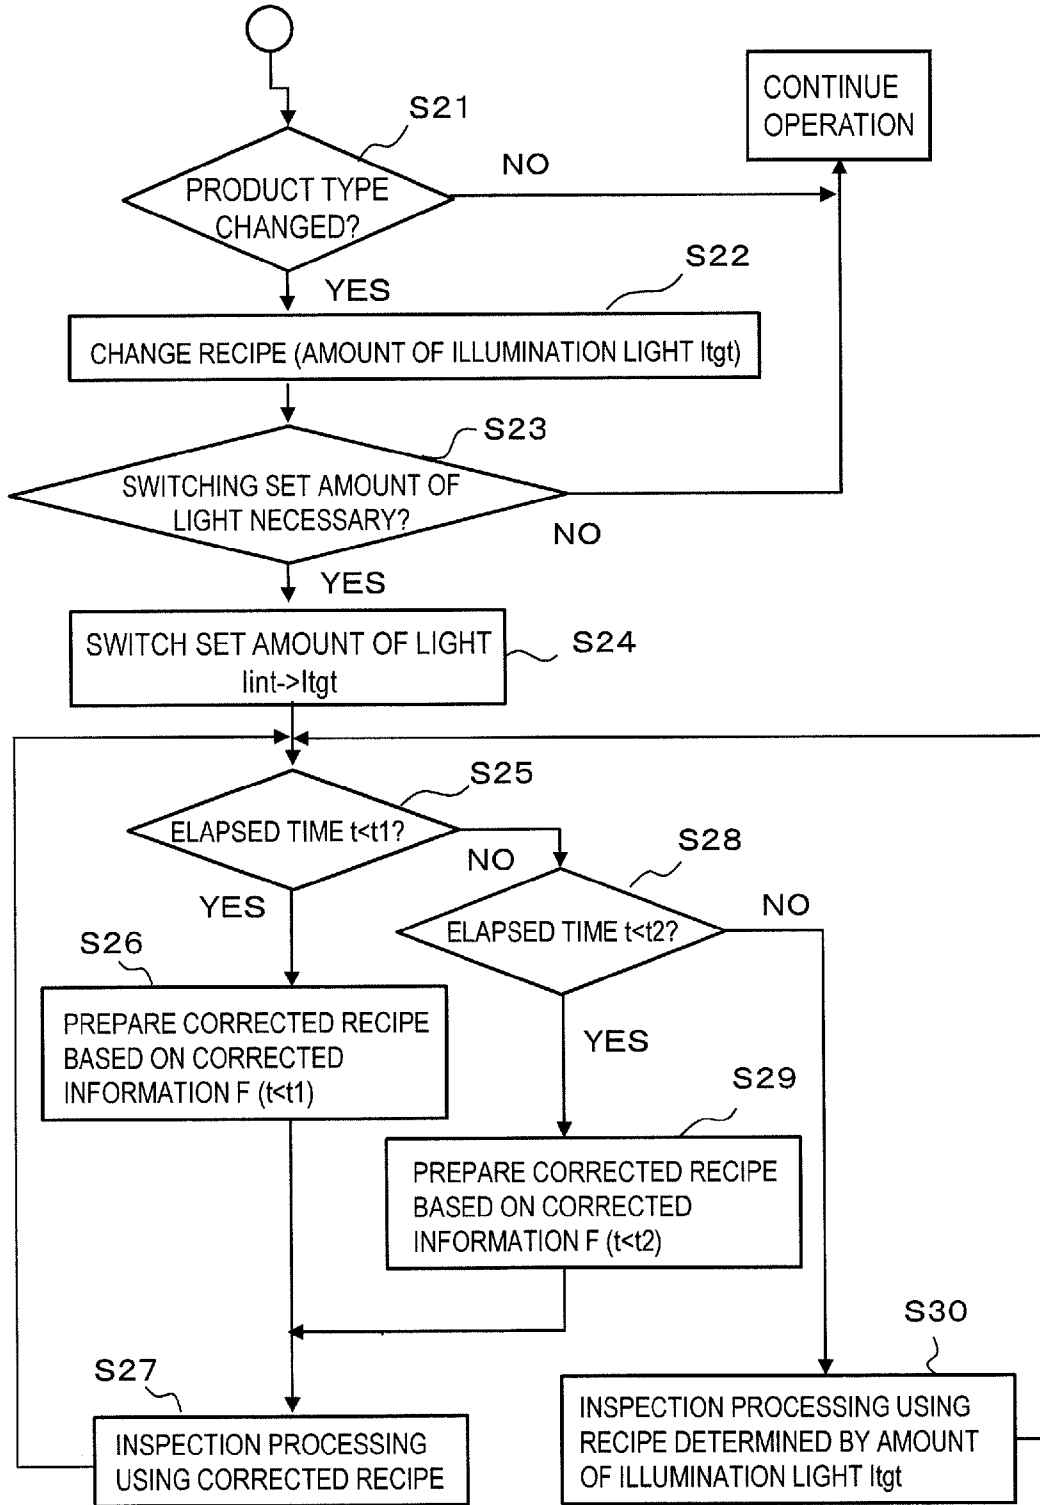 CONTINUE
OPERATION
S21
PRODUCT TYPE
CHANGED?
NO
YES
S22
CHANGE RECIPE (AMOUNT OF ILLUMINATION LIGHT Itgt)
S23
SWITCHING SET AMOUNT OF
LIGHT NECESSARY?
NO
YES
SWITCH SET AMOUNT OF LIGHT
Iint->Itgt
S24
S25
ELAPSED TIME t<t1?
NO
YES
S28
ELAPSED TIME t<t2?
NO
YES
S26
PREPARE CORRECTED RECIPE
BASED ON CORRECTED
INFORMATION F (t<t1)
S29
PREPARE CORRECTED RECIPE
BASED ON CORRECTED
INFORMATION F (t<t2)
S27
INSPECTION PROCESSING
USING CORRECTED RECIPE
S30
INSPECTION PROCESSING USING
RECIPE DETERMINED BY AMOUNT
OF ILLUMINATION LIGHT Itgt